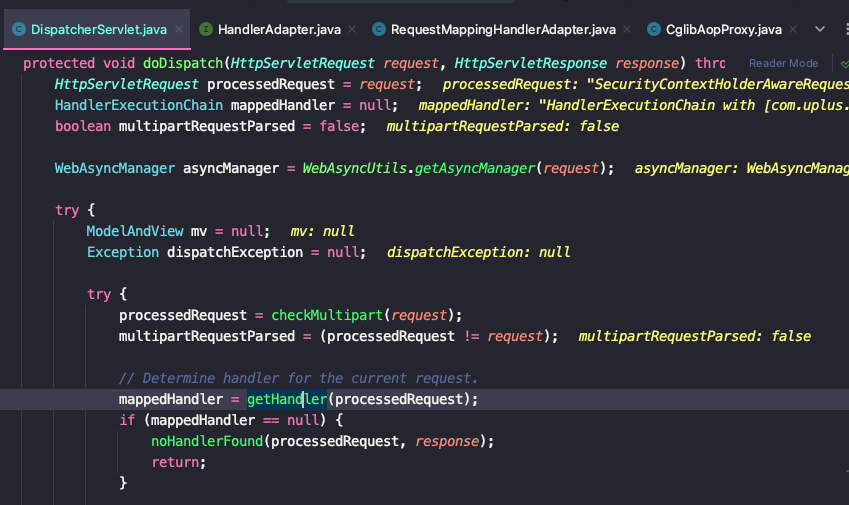 DispatcherServlet.java HandlerAdapter.java RequestMappingHandlerAdapter.java CglibAopProxy.java
protected void doDispatch(HttpServletRequest request, HttpServletResponse response) thro Reader Mode
HttpServletRequest processedRequest = request; processedRequest: "SecurityContextHolderAwareReques
HandlerExecutionChain mappedHandler = null; mappedHandler: "HandlerExecutionChain with [com.uplus.
boolean multipartRequestParsed = false; multipartRequestParsed: false
WebAsyncManager asyncManager = WebAsyncUtils.getAsyncManager(request); asyncManager: WebAsyncManag
try {
ModelAndView mv = null; mv: null
Exception dispatchException = null; dispatchException: null
try {
processedRequest = checkMultipart(request);
multipartRequestParsed = (processedRequest != request); multipartRequestParsed: false
// Determine handler for the current request.
mappedHandler = getHandler(processedRequest);
if (mappedHandler == null) {
noHandlerFound(processedRequest, response);
return;
}